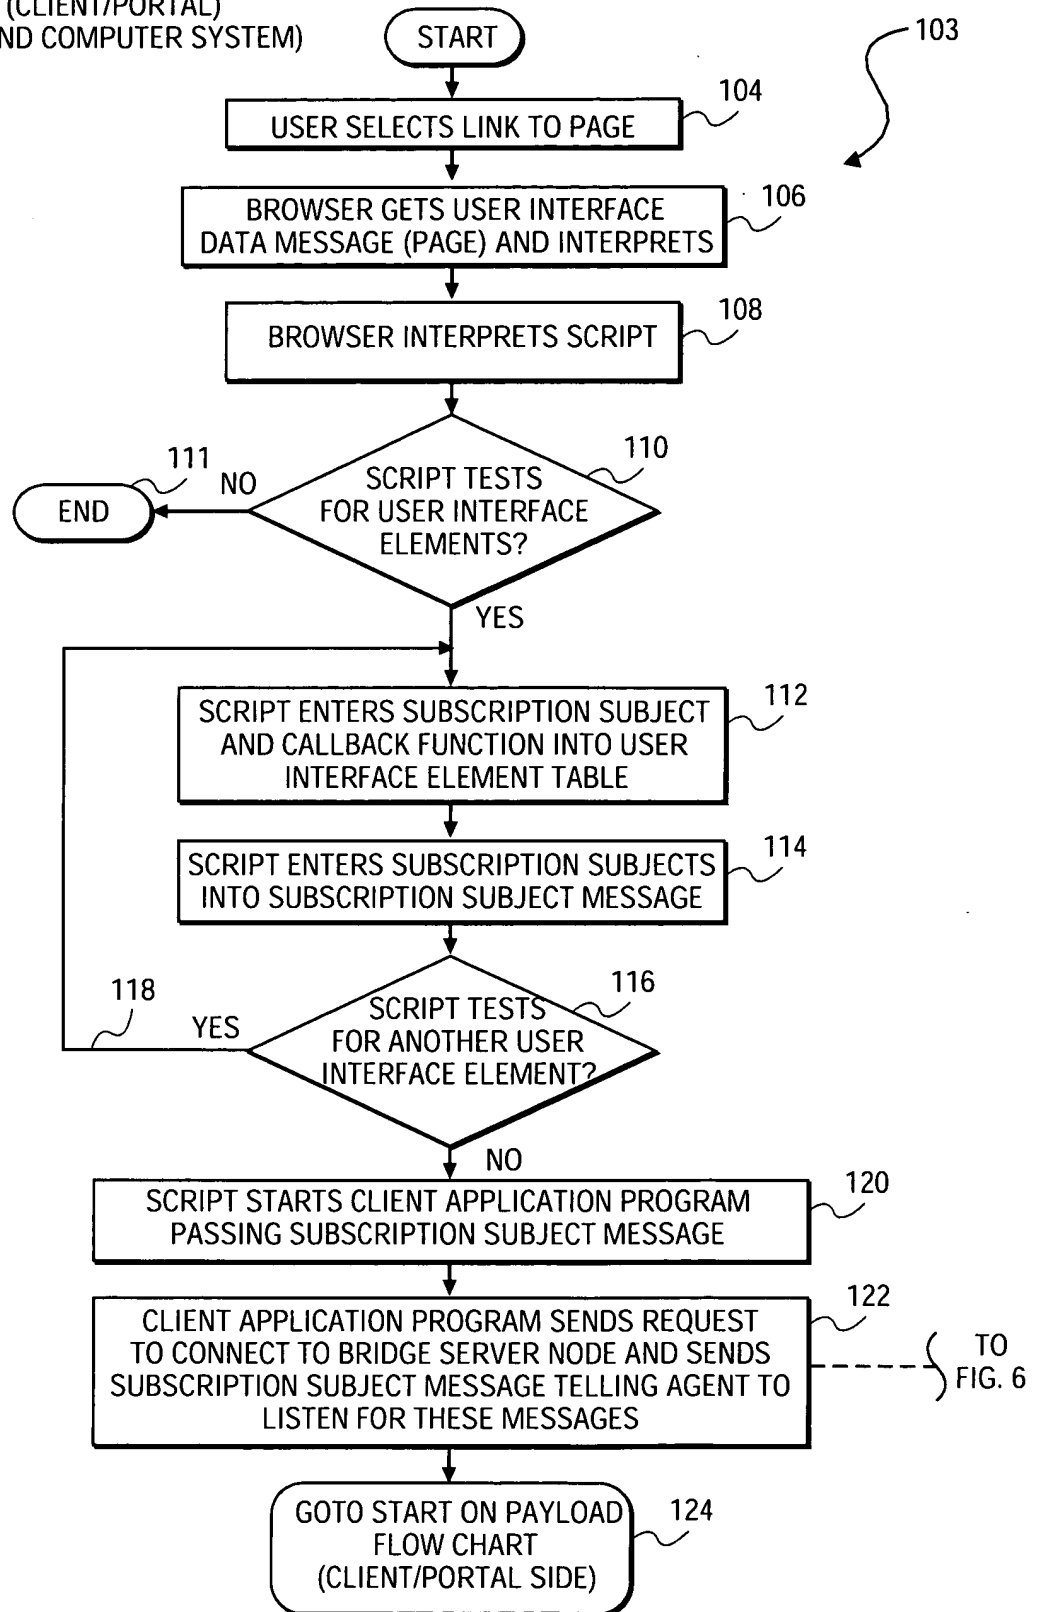 (CLIENT/PORTAL)
ND COMPUTER SYSTEM)
START
103
104
USER SELECTS LINK TO PAGE
106
BROWSER GETS USER INTERFACE
DATA MESSAGE (PAGE) AND INTERPRETS
108
BROWSER INTERPRETS SCRIPT
110
SCRIPT TESTS
FOR USER INTERFACE
ELEMENTS?
111
NO
END
YES
112
SCRIPT ENTERS SUBSCRIPTION SUBJECT
AND CALLBACK FUNCTION INTO USER
INTERFACE ELEMENT TABLE
114
SCRIPT ENTERS SUBSCRIPTION SUBJECTS
INTO SUBSCRIPTION SUBJECT MESSAGE
116
SCRIPT TESTS
FOR ANOTHER USER
INTERFACE ELEMENT?
118
YES
NO
120
SCRIPT STARTS CLIENT APPLICATION PROGRAM
PASSING SUBSCRIPTION SUBJECT MESSAGE
122
CLIENT APPLICATION PROGRAM SENDS REQUEST
TO CONNECT TO BRIDGE SERVER NODE AND SENDS
SUBSCRIPTION SUBJECT MESSAGE TELLING AGENT TO
LISTEN FOR THESE MESSAGES
TO
FIG. 6
124
GOTO START ON PAYLOAD
FLOW CHART
(CLIENT/PORTAL SIDE)